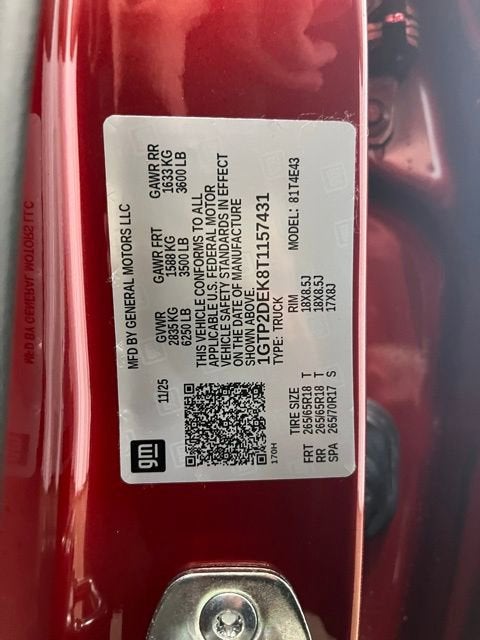 MFD BY GENERAL MOTORS LLC
11/25
GVWR GAWR FRT GAWR RR
2835 KG 1588 KG 1633 KG
6250 LB 3500 LB 3600 LB
THIS VEHICLE CONFORMS TO ALL
APPLICABLE U.S. FEDERAL MOTOR
VEHICLE SAFETY STANDARDS IN EFFECT
ON THE DATE OF MANUFACTURE
SHOWN ABOVE.
1GTP2DEK8T1157431
TYPE: TRUCK MODEL: 81T4E43
gm
170H
TIRE SIZE RIM
FRT 265/65R18 T 18X8.5J
RR 265/65R18 T 18X8.5J
SPA 265/70R17 S 17X8J